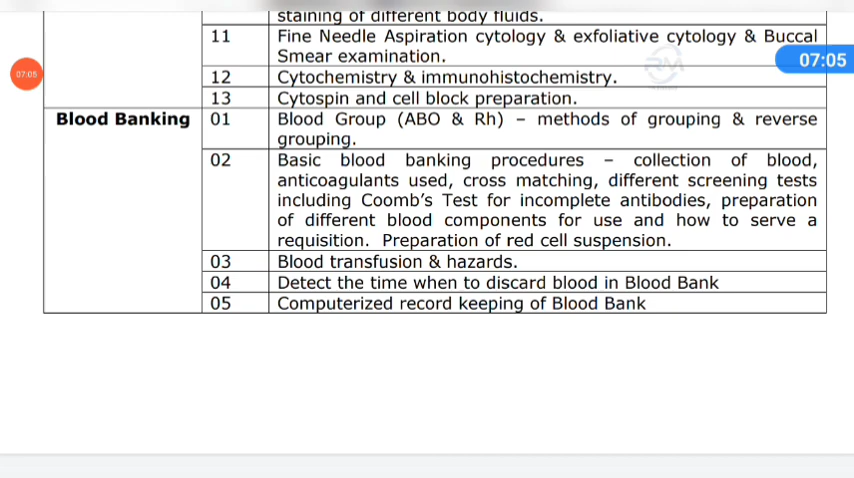 staining of different body fluids.
11 Fine Needle Aspiration cytology & exfoliative cytology & Buccal
Smear examination.
07:05
07:05
12 Cytochemistry & immunohistochemistry.
13 Cytospin and cell block preparation.
Blood Banking 01 Blood Group (ABO & Rh) – methods of grouping & reverse
grouping.
02 Basic blood banking procedures – collection of blood,
anticoagulants used, cross matching, different screening tests
including Coomb's Test for incomplete antibodies, preparation
of different blood components for use and how to serve a
requisition. Preparation of red cell suspension.
03 Blood transfusion & hazards.
04 Detect the time when to discard blood in Blood Bank
05 Computerized record keeping of Blood Bank